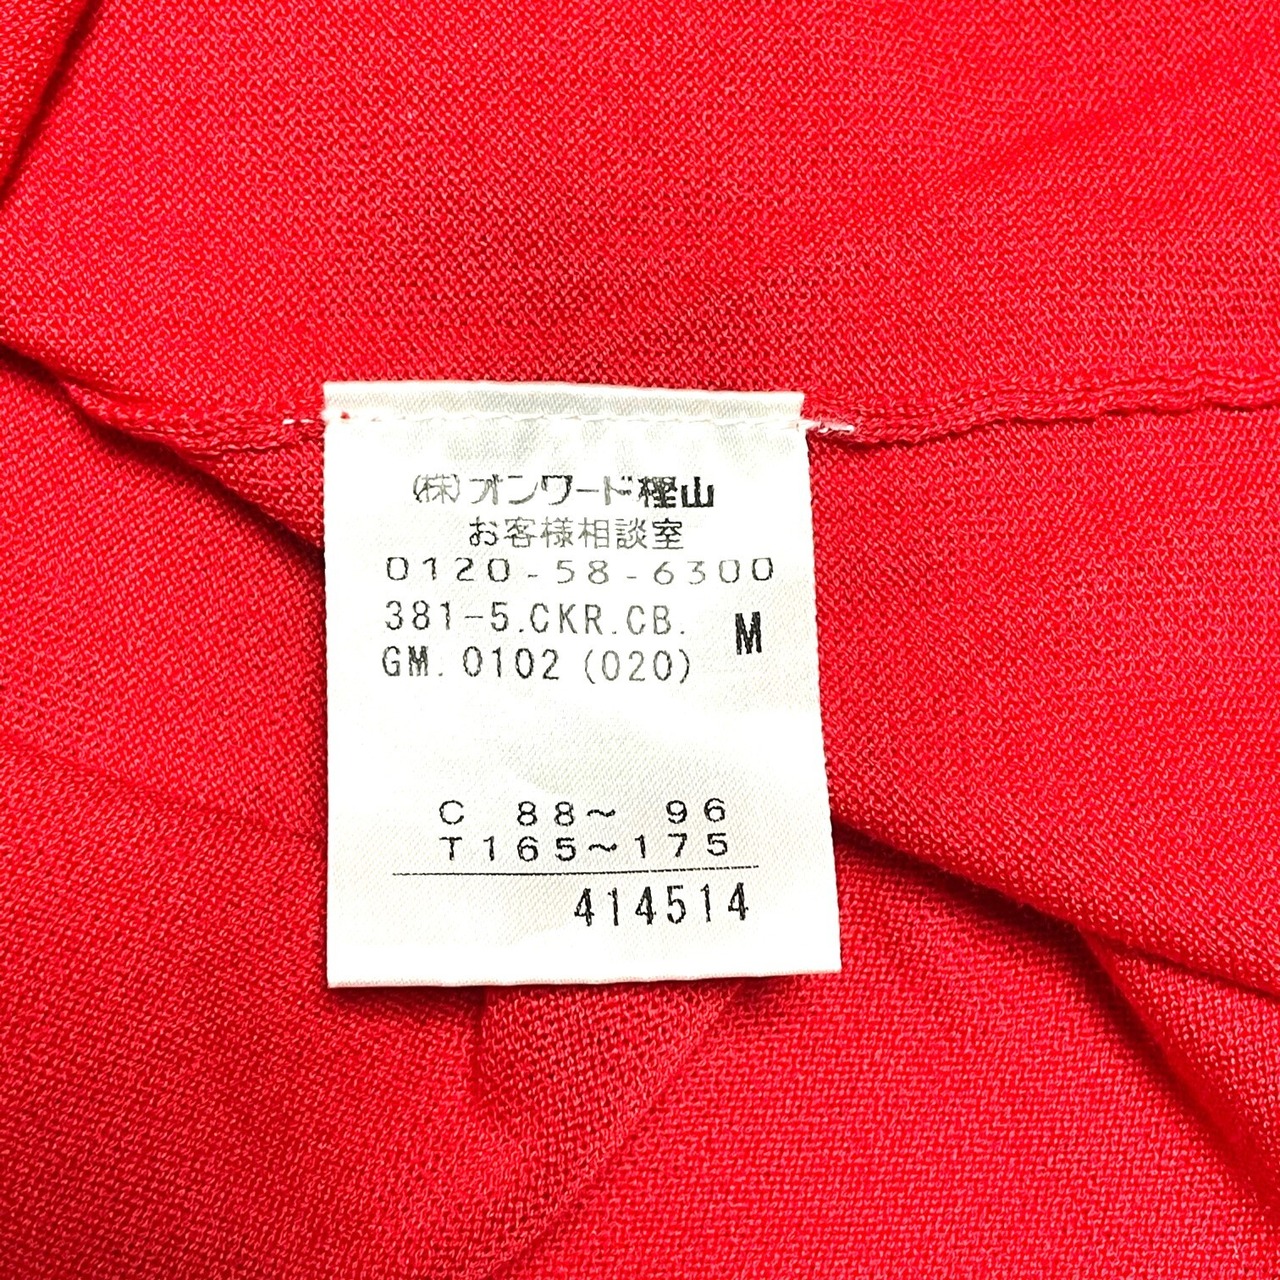 (株)オンワード樫山
お客様相談室
0120-58-6300
381-5.CKR.CB. M
GM.0102(020)
C 88～ 96
T165～175
414514